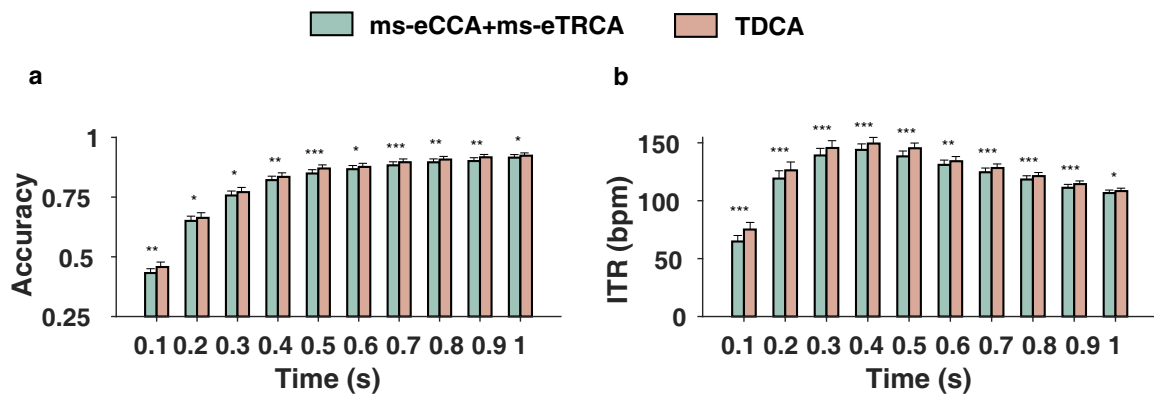 ms-eCCA+ms-eTRCA TDCA
a
b
1
0.75
0.5
0.25
Accuracy
** * * ** *** * *** ** ** *
0.1 0.2 0.3 0.4 0.5 0.6 0.7 0.8 0.9 1
Time (s)
150
100
50
0
ITR (bpm)
*** *** *** *** *** ** *** *** *** *
0.1 0.2 0.3 0.4 0.5 0.6 0.7 0.8 0.9 1
Time (s)